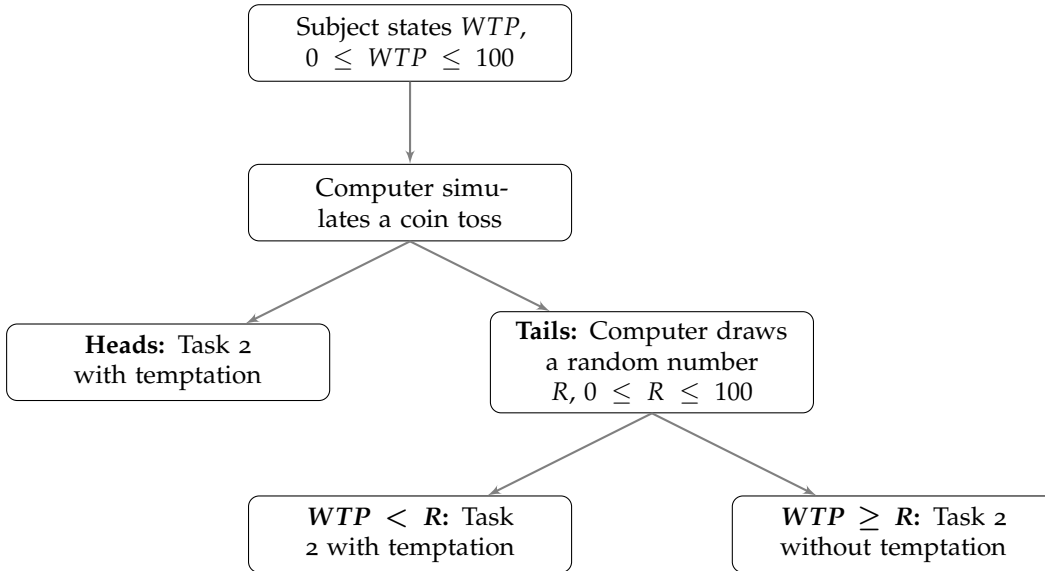 Subject states WTP,
0 ≤ WTP ≤ 100
Computer simu-
lates a coin toss
Heads: Task 2
with temptation
Tails: Computer draws
a random number
R, 0 ≤ R ≤ 100
WTP < R: Task
2 with temptation
WTP ≥ R: Task 2
without temptation